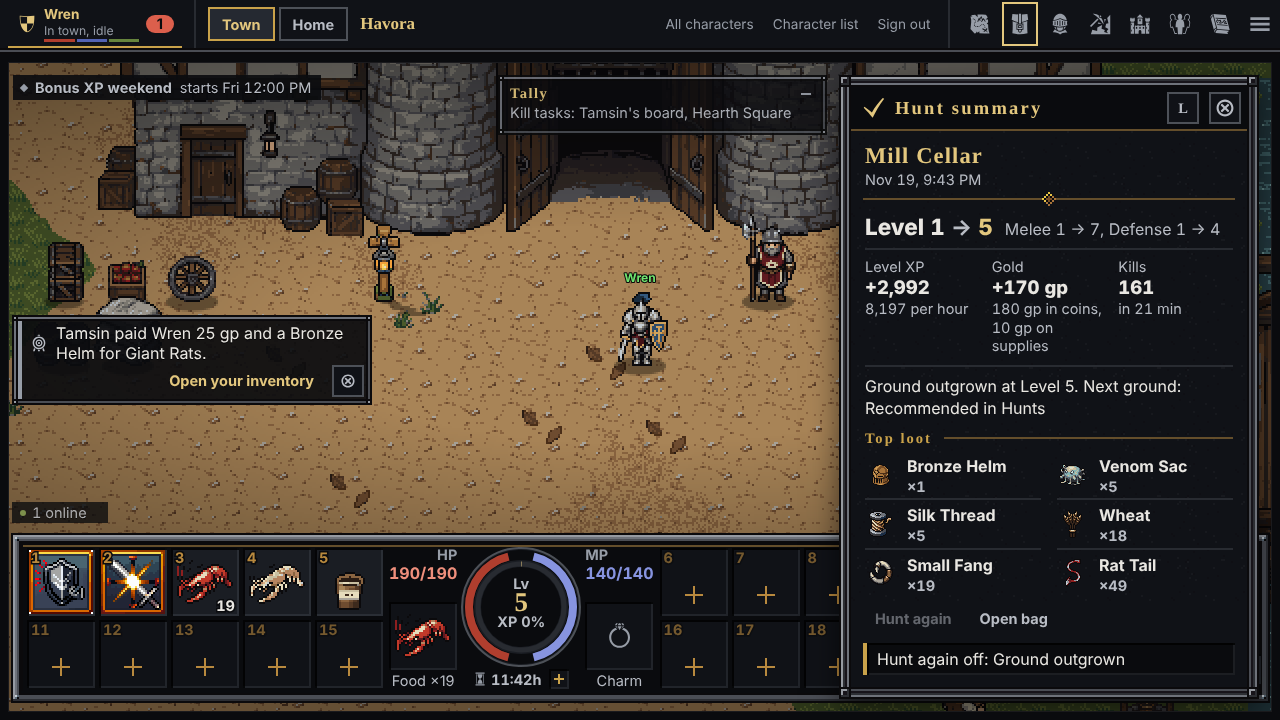 Wren
In town, idle
1
Town
Home
Havora
All characters
Character list
Sign out
Bonus XP weekend starts Fri 12:00 PM
Tally
Kill tasks: Tamsin's board, Hearth Square
Wren
Tamsin paid Wren 25 gp and a Bronze
Helm for Giant Rats.
Open your inventory
1 online
1
2
3
19
4
5
11
12
13
14
15
HP
190/190
Food ×19
Lv
5
XP 0%
11:42h
MP
140/140
Charm
6
7
8
16
17
18
Hunt summary
L
Mill Cellar
Nov 19, 9:43 PM
Level 1 → 5 Melee 1 → 7, Defense 1 → 4
Level XP
+2,992
8,197 per hour
Gold
+170 gp
180 gp in coins,
10 gp on
supplies
Kills
161
in 21 min
Ground outgrown at Level 5. Next ground:
Recommended in Hunts
Top loot
Bronze Helm
×1
Venom Sac
×5
Silk Thread
×5
Wheat
×18
Small Fang
×19
Rat Tail
×49
Hunt again
Open bag
Hunt again off: Ground outgrown